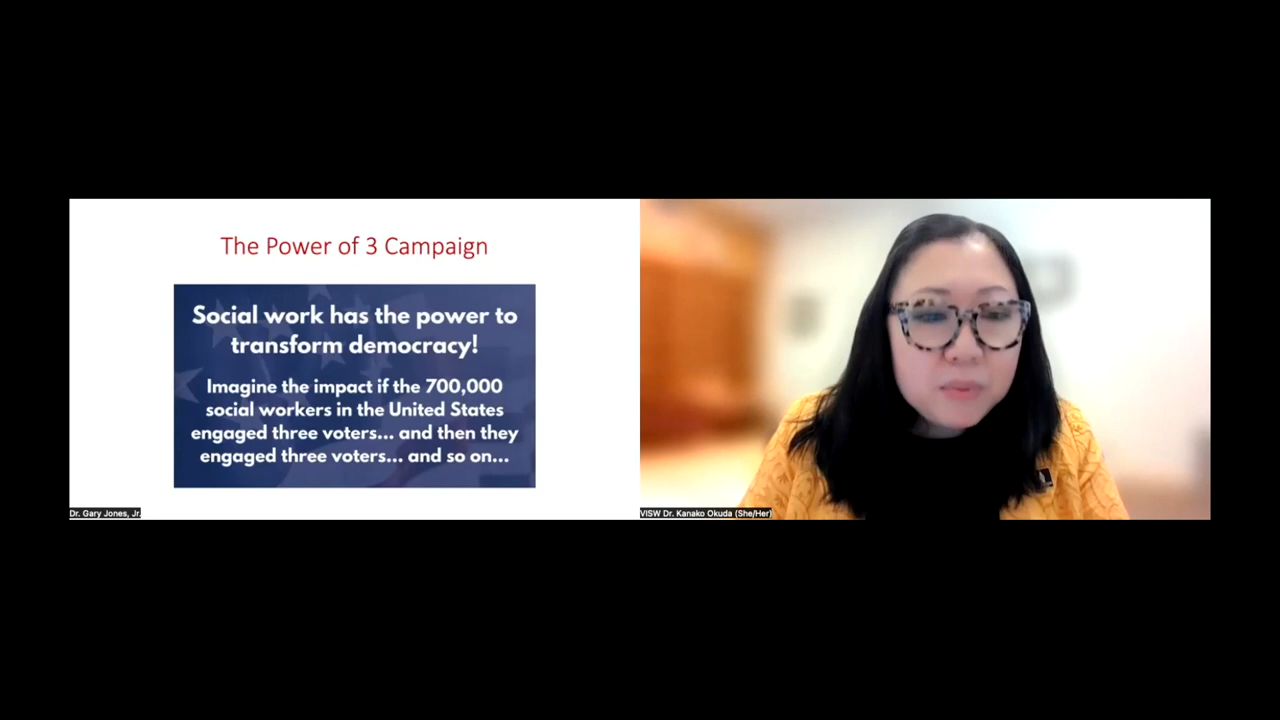 The Power of 3 Campaign
Social work has the power to
transform democracy!
Imagine the impact if the 700,000
social workers in the United States
engaged three voters... and then they
engaged three voters... and so on...
Dr. Gary Jones, Jr.
VISW Dr. Kanako Okuda (She/Her)